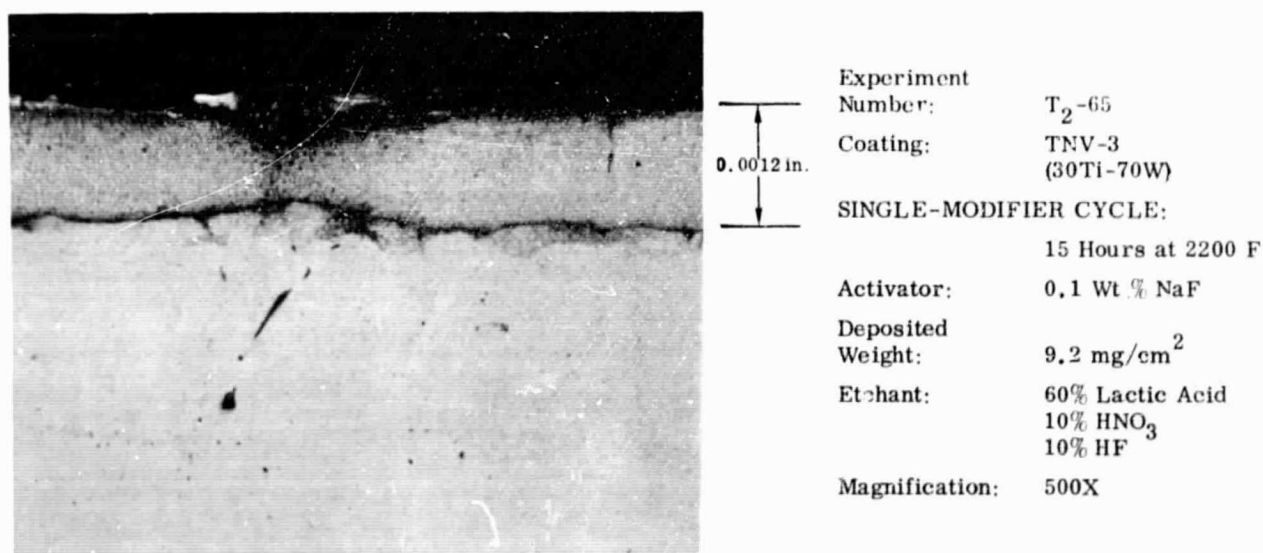 0.0012 in.
Experiment
Number: T2-65
Coating: TNV-3
(30Ti-70W)
SINGLE-MODIFIER CYCLE:
15 Hours at 2200 F
Activator: 0.1 Wt % NaF
Deposited
Weight: 9.2 mg/cm2
Etchant: 60% Lactic Acid
10% HNO3
10% HF
Magnification: 500X